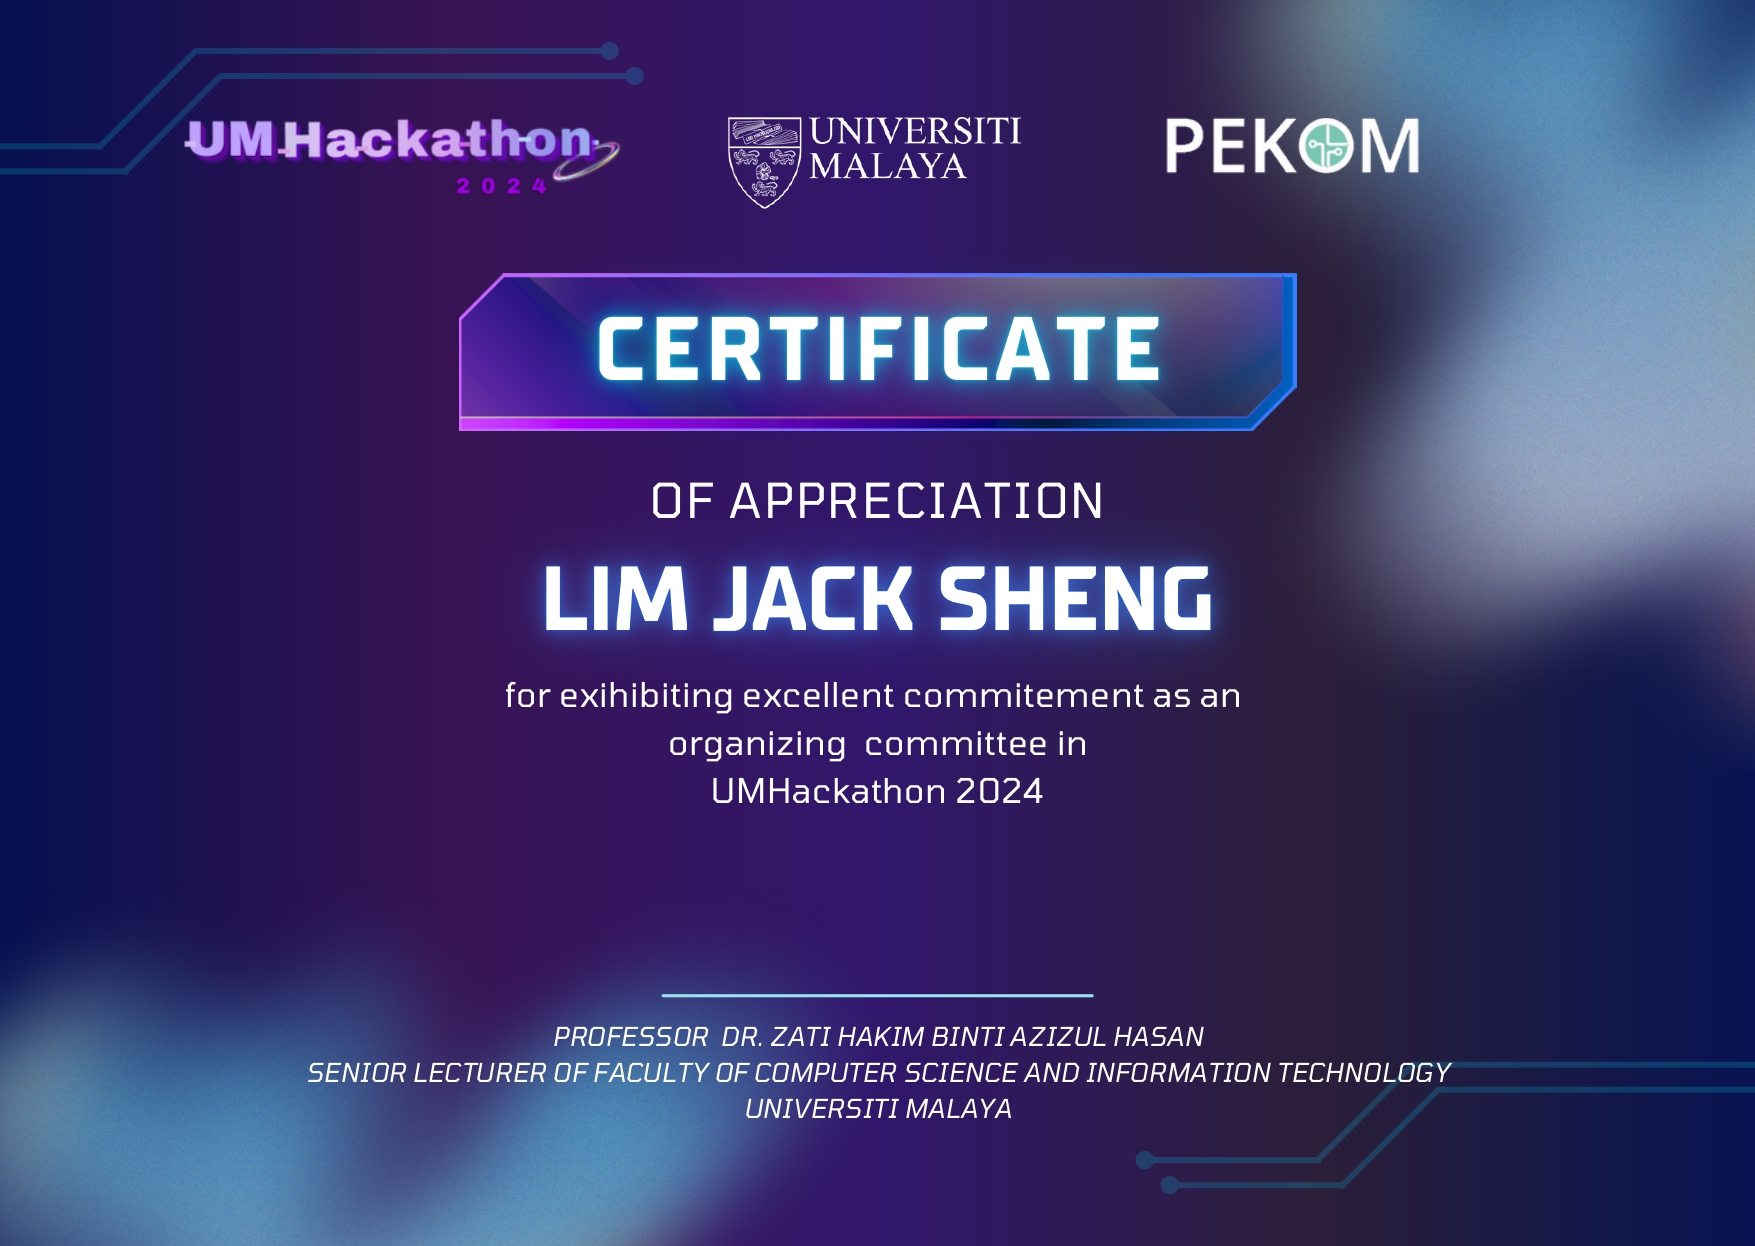 UMHackathon
2024
UNIVERSITI
MALAYA
PEKOM
CERTIFICATE
OF APPRECIATION
LIM JACK SHENG
for exihibiting excellent commitement as an
organizing committee in
UMHackathon 2024
PROFESSOR DR. ZATI HAKIM BINTI AZIZUL HASAN
SENIOR LECTURER OF FACULTY OF COMPUTER SCIENCE AND INFORMATION TECHNOLOGY
UNIVERSITI MALAYA